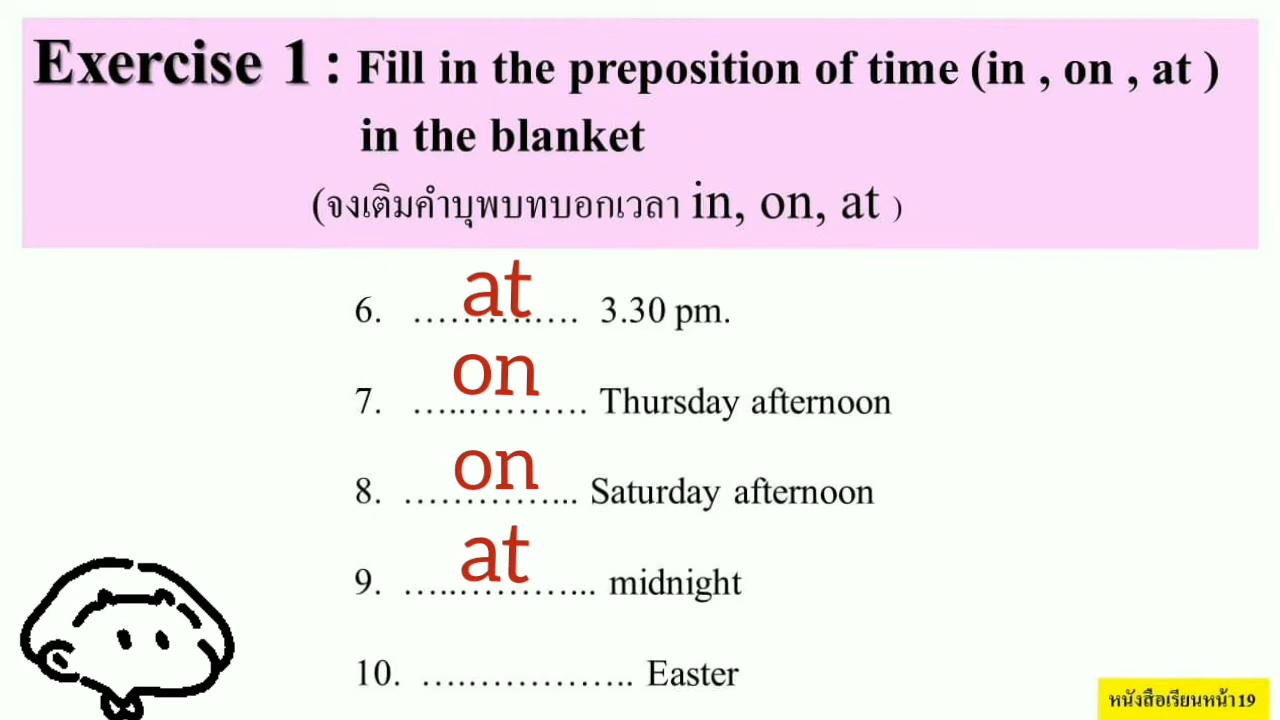 Exercise 1 : Fill in the preposition of time (in , on , at )
in the blanket
(จงเติมคำบุพบทบอกเวลา in, on, at )
6. ……at……. 3.30 pm.
7. …..on………. Thursday afternoon
8. ……on……... Saturday afternoon
9. …..at………... midnight
10. ….………….. Easter
หนังสือเรียนหน้า19